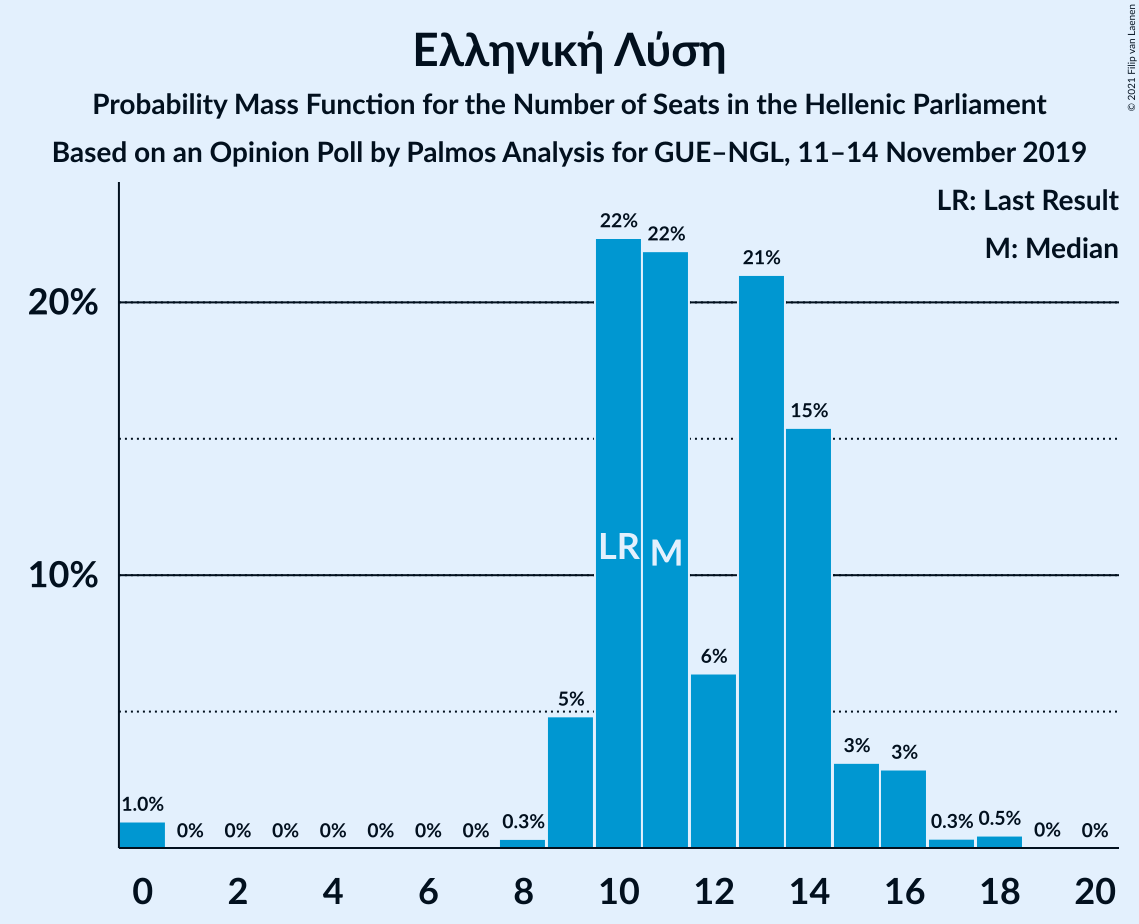 © 2021 Filip van Laenen
Ελληνική Λύση
Probability Mass Function for the Number of Seats in the Hellenic Parliament
Based on an Opinion Poll by Palmos Analysis for GUE–NGL, 11–14 November 2019
LR: Last Result
M: Median
20%
10%
1.0% 0% 0% 0% 0% 0% 0% 0% 0.3% 5% 22% 22% 6% 21% 15% 3% 3% 0.3% 0.5% 0% 0%
LR M
0 2 4 6 8 10 12 14 16 18 20